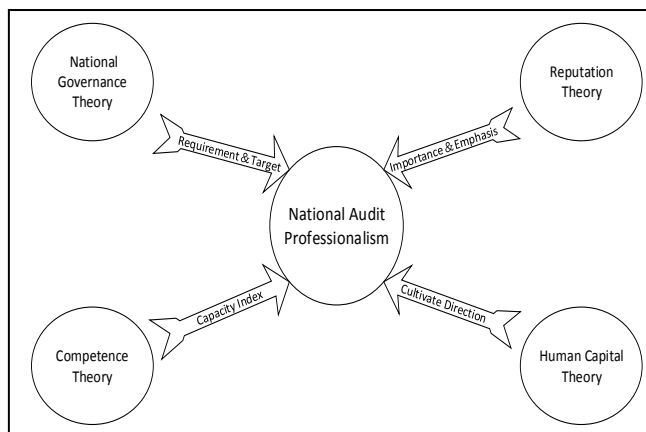 National
Governance
Theory
Reputation
Theory
Requirement & Target
Importance & Emphasis
National Audit
Professionalism
Capacity Index
Cultivate Direction
Competence
Theory
Human Capital
Theory